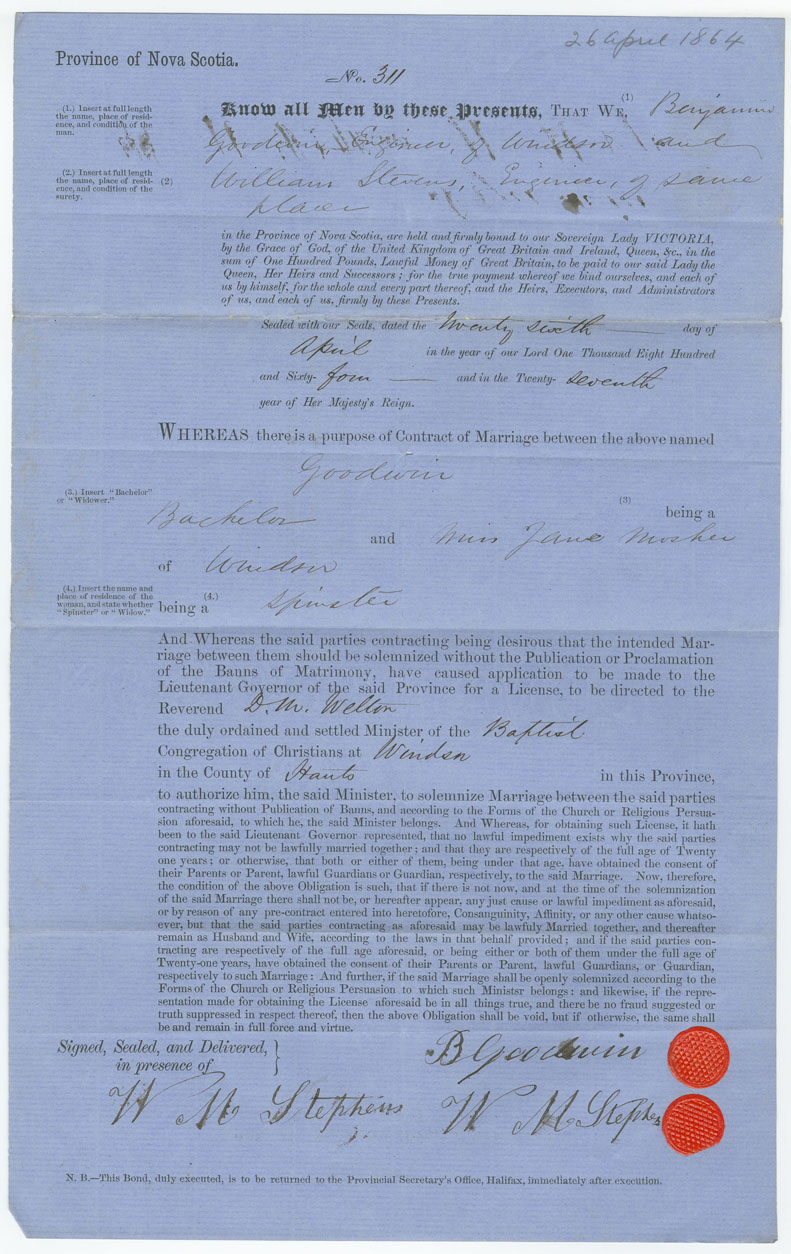 26 April 1864
Province of Nova Scotia.
No. 311
(1.) Insert at full length
the name, place of resid-
ence, and condition of the
man.
Know all Men by these Presents, THAT WE, (1) Benjamin
Goodwin, Engineer, of Windsor and
(2.) Insert at full length
the name, place of resid-
ence, and condition of the
surety.
(2) William Stevens, Engineer, of same
place
in the Province of Nova Scotia, are held and firmly bound to our Sovereign Lady VICTORIA,
by the Grace of God, of the United Kingdom of Great Britain and Ireland, Queen, &c., in the
sum of One Hundred Pounds, Lawful Money of Great Britain, to be paid to our said Lady the
Queen, Her Heirs and Successors; for the true payment whereof we bind ourselves, and each of
us by himself, for the whole and every part thereof, and the Heirs, Executors, and Administrators
of us, and each of us, firmly by these Presents.
Sealed with our Seals, dated the Twenty sixth day of
April in the year of our Lord One Thousand Eight Hundred
and Sixty- four and in the Twenty- seventh
year of Her Majesty's Reign.
WHEREAS there is a purpose of Contract of Marriage between the above named
Goodwin
(3.) Insert "Bachelor"
or "Widower."
(3) being a
Bachelor and Miss Jane Mosher
of Windsor
(4.) Insert the name and
place of residence of the
woman, and state whether
"Spinster" or "Widow."
being a (4.) Spinster
And Whereas the said parties contracting being desirous that the intended Mar-
riage between them should be solemnized without the Publication or Proclamation
of the Banns of Matrimony, have caused application to be made to the
Lieutenant Governor of the said Province for a License, to be directed to the
Reverend D. M. Welton
the duly ordained and settled Minister of the Baptist
Congregation of Christians at Windsor
in the County of Hants in this Province,
to authorize him, the said Minister, to solemnize Marriage between the said parties
contracting without Publication of Banns, and according to the Forms of the Church or Religious Persua-
sion aforesaid, to which he, the said Minister belongs. And Whereas, for obtaining such License, it hath
been to the said Lieutenant Governor represented, that no lawful impediment exists why the said parties
contracting may not be lawfully married together; and that they are respectively of the full age of Twenty
one years; or otherwise, that both or either of them, being under that age, have obtained the consent of
their Parents or Parent, lawful Guardians or Guardian, respectively, to the said Marriage. Now, therefore,
the condition of the above Obligation is such, that if there is not now, and at the time of the solemnization
of the said Marriage there shall not be, or hereafter appear, any just cause or lawful impediment as aforesaid,
or by reason of any pre-contract entered into heretofore, Consanguinity, Affinity, or any other cause whatso-
ever, but that the said parties contracting as aforesaid may be lawfuly Married together, and thereafter
remain as Husband and Wife, according to the laws in that behalf provided; and if the said parties con-
tracting are respectively of the full age aforesaid, or being either or both of them under the full age of
Twenty-one years, have obtained the consent of their Parents or Parent, lawful Guardians, or Guardian,
respectively to such Marriage: And further, if the said Marriage shall be openly solemnized according to the
Forms of the Church or Religious Persuasion to which such Ministsr belongs; and likewise, if the repre-
sentation made for obtaining the License aforesaid be in all things true, and there be no fraud suggested or
truth suppressed in respect thereof, then the above Obligation shall be void, but if otherwise, the same shall
be and remain in full force and virtue.
Signed, Sealed, and Delivered,
in presence of
B Goodwin
W M Stephens W M Stephens
N. B.—This Bond, duly executed, is to be returned to the Provincial Secretary's Office, Halifax, immediately after execution.